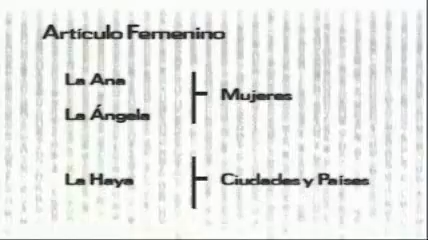 Artículo Femenino
La Ana
La Ángela
Mujeres
La Haya
Ciudades y Países